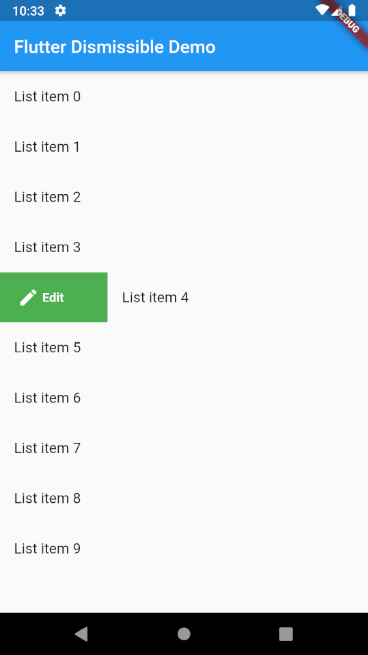 10:33
DEBUG
Flutter Dismissible Demo
List item 0
List item 1
List item 2
List item 3
Edit List item 4
List item 5
List item 6
List item 7
List item 8
List item 9